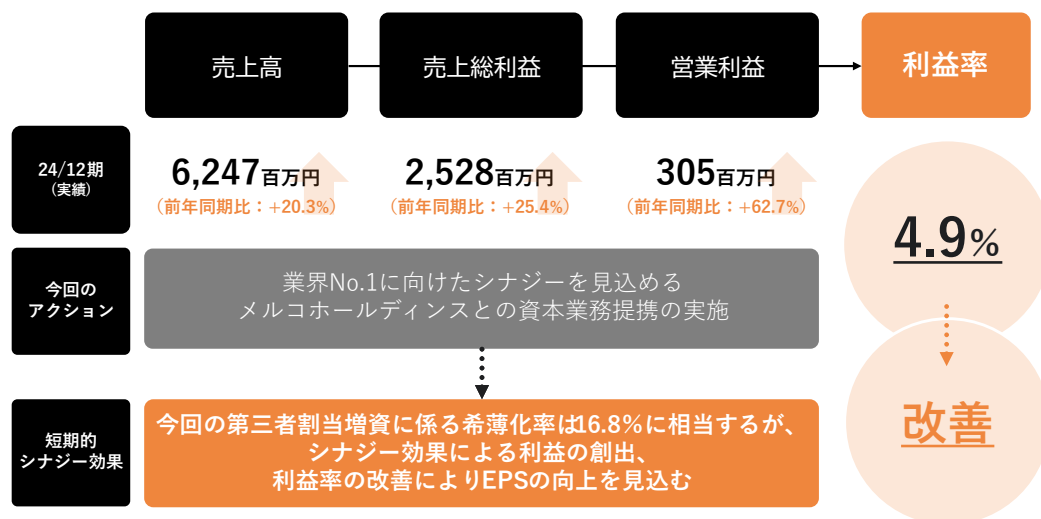 売上高
売上総利益
営業利益
利益率
24/12期
(実績)
6,247百万円
(前年同期比：+20.3%)
2,528百万円
(前年同期比：+25.4%)
305百万円
(前年同期比：+62.7%)
4.9%
今回の
アクション
業界No.1に向けたシナジーを見込める
メルコホールディンスとの資本業務提携の実施
短期的
シナジー効果
今回の第三者割当増資に係る希薄化率は16.8%に相当するが、
シナジー効果による利益の創出、
利益率の改善によりEPSの向上を見込む
改善